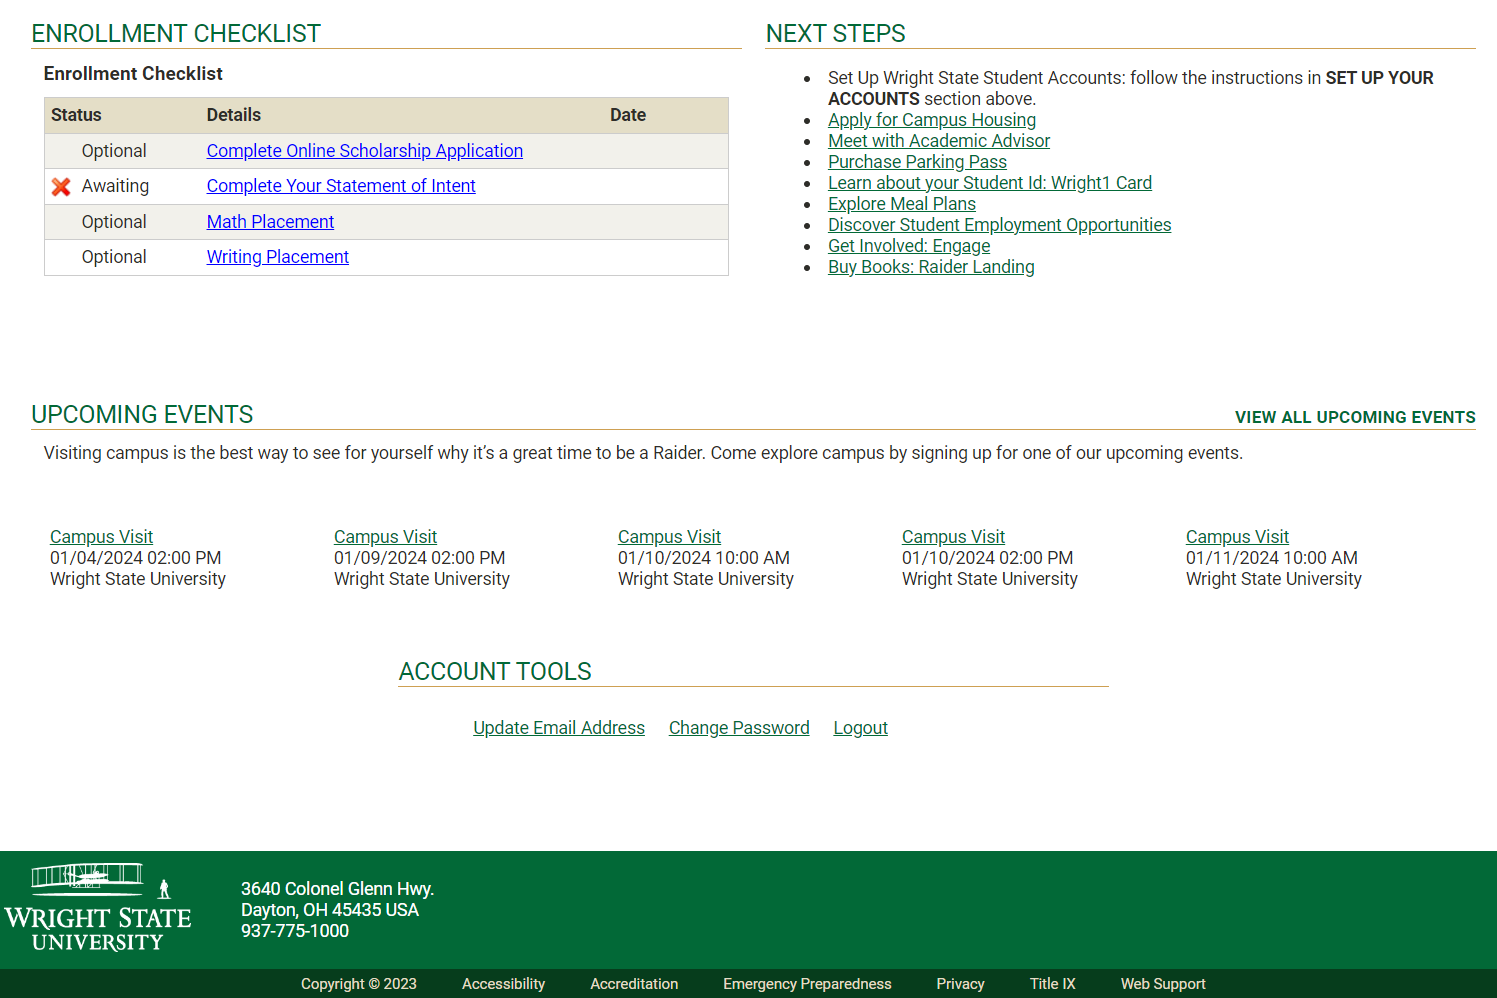 ENROLLMENT CHECKLIST
Enrollment Checklist
Status Details Date
Optional Complete Online Scholarship Application
Awaiting Complete Your Statement of Intent
Optional Math Placement
Optional Writing Placement
NEXT STEPS
Set Up Wright State Student Accounts: follow the instructions in SET UP YOUR
ACCOUNTS section above.
Apply for Campus Housing
Meet with Academic Advisor
Purchase Parking Pass
Learn about your Student Id: Wright1 Card
Explore Meal Plans
Discover Student Employment Opportunities
Get Involved: Engage
Buy Books: Raider Landing
UPCOMING EVENTS
VIEW ALL UPCOMING EVENTS
Visiting campus is the best way to see for yourself why it’s a great time to be a Raider. Come explore campus by signing up for one of our upcoming events.
Campus Visit
01/04/2024 02:00 PM
Wright State University
Campus Visit
01/09/2024 02:00 PM
Wright State University
Campus Visit
01/10/2024 10:00 AM
Wright State University
Campus Visit
01/10/2024 02:00 PM
Wright State University
Campus Visit
01/11/2024 10:00 AM
Wright State University
ACCOUNT TOOLS
Update Email Address Change Password Logout
WRIGHT STATE
UNIVERSITY
3640 Colonel Glenn Hwy.
Dayton, OH 45435 USA
937-775-1000
Copyright © 2023 Accessibility Accreditation Emergency Preparedness Privacy Title IX Web Support